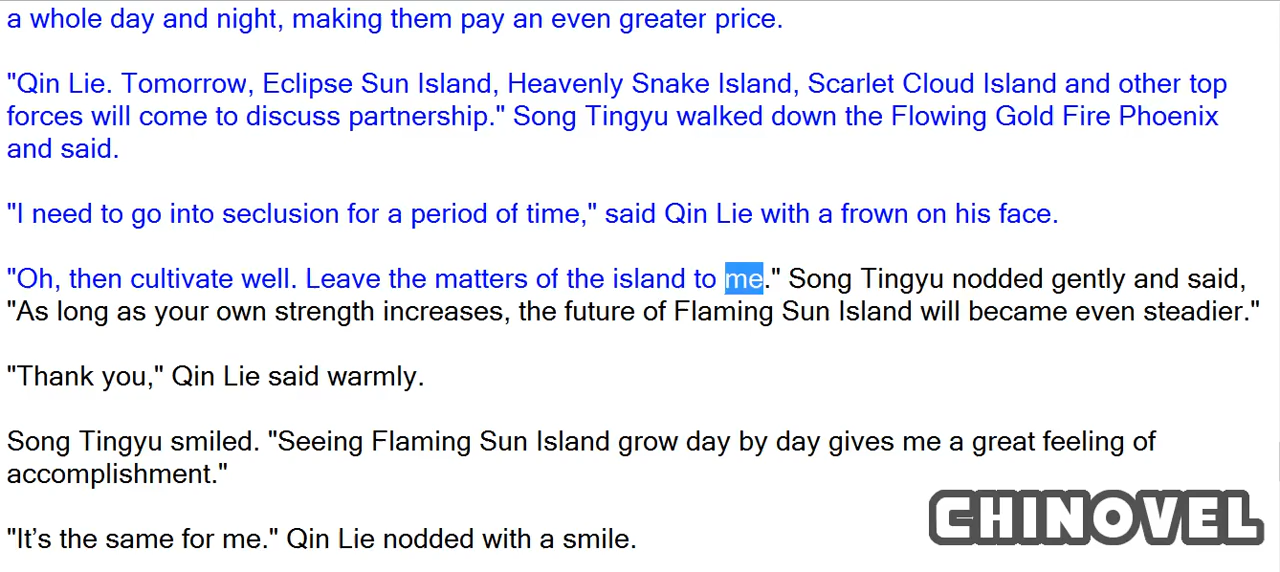 a whole day and night, making them pay an even greater price.
"Qin Lie. Tomorrow, Eclipse Sun Island, Heavenly Snake Island, Scarlet Cloud Island and other top
forces will come to discuss partnership." Song Tingyu walked down the Flowing Gold Fire Phoenix
and said.
"I need to go into seclusion for a period of time," said Qin Lie with a frown on his face.
"Oh, then cultivate well. Leave the matters of the island to me." Song Tingyu nodded gently and said,
"As long as your own strength increases, the future of Flaming Sun Island will became even steadier."
"Thank you," Qin Lie said warmly.
Song Tingyu smiled. "Seeing Flaming Sun Island grow day by day gives me a great feeling of
accomplishment."
"It’s the same for me." Qin Lie nodded with a smile.
CHINOVEL